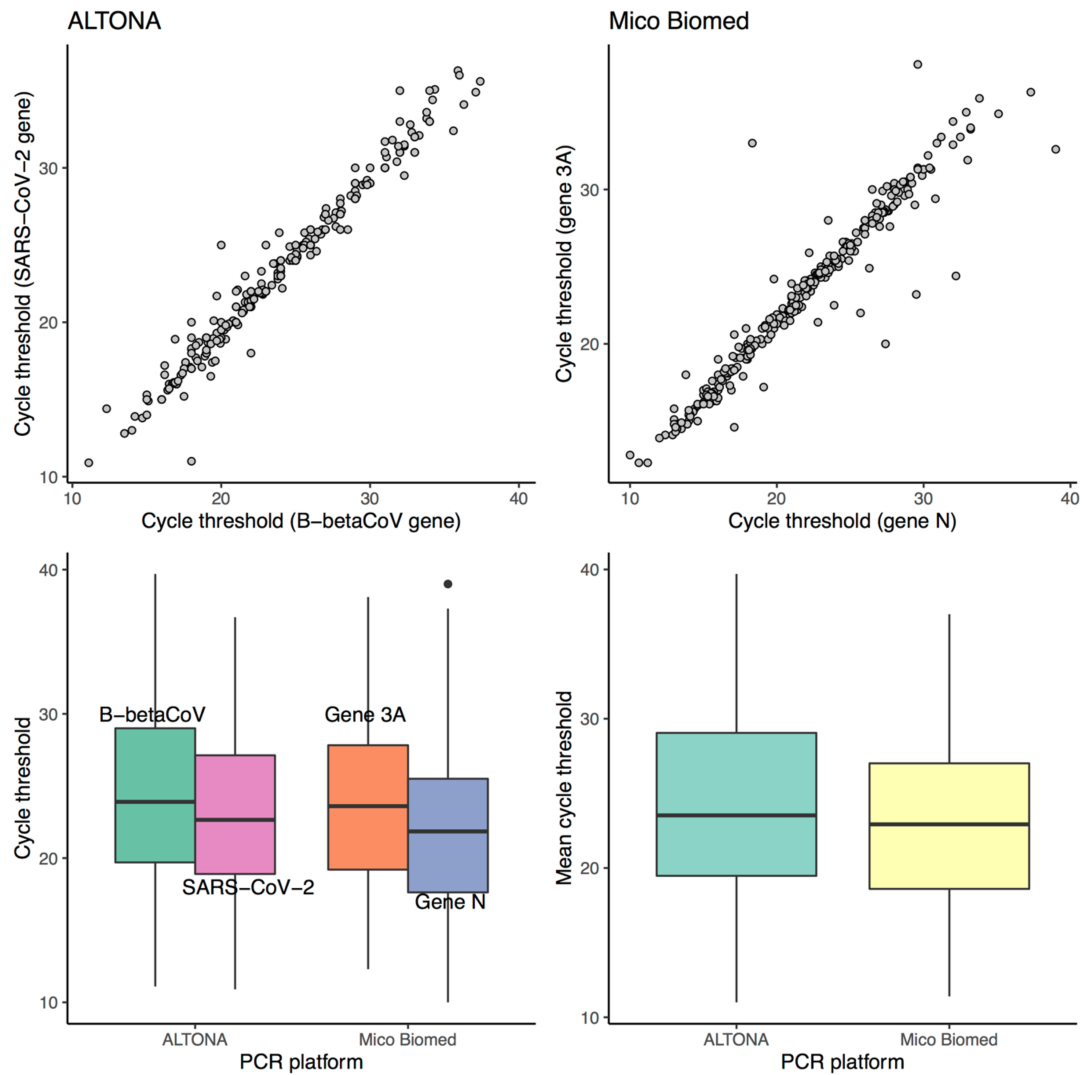 ALTONA
Cycle threshold (SARS−CoV−2 gene)
30
20
10
10 20 30 40
Cycle threshold (B−betaCoV gene)
Mico Biomed
Cycle threshold (gene 3A)
30
20
10 20 30 40
Cycle threshold (gene N)
Cycle threshold
40
30
20
10
B−betaCoV
SARS−CoV−2
Gene 3A
Gene N
ALTONA Mico Biomed
PCR platform
Mean cycle threshold
40
30
20
10
ALTONA Mico Biomed
PCR platform